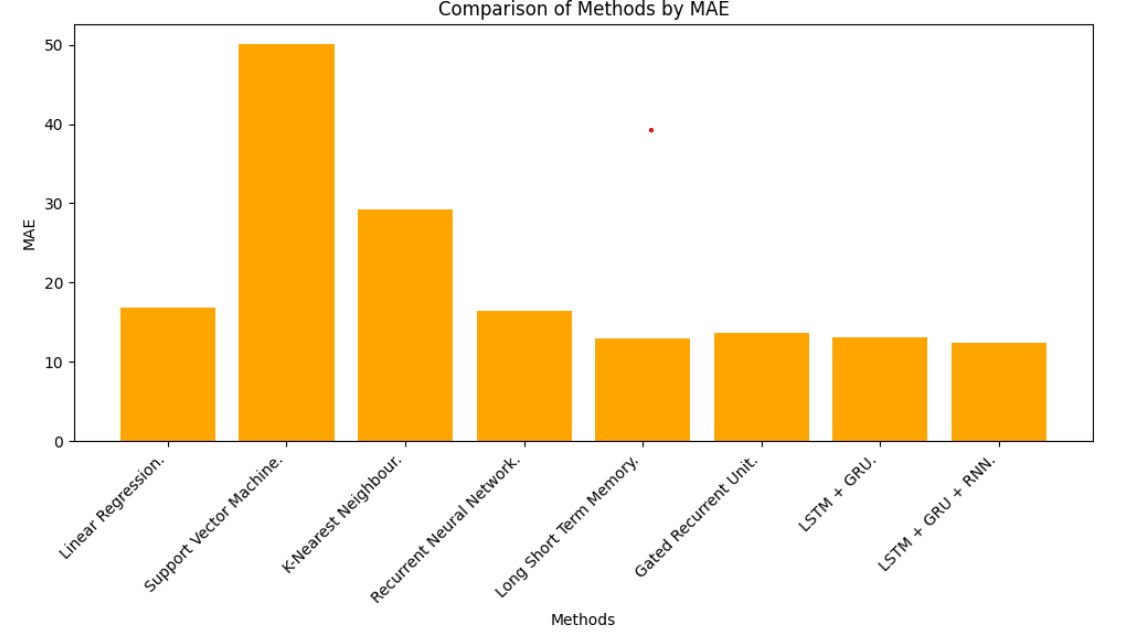 Comparison of Methods by MAE
MAE
50
40
30
20
10
0
Linear Regression.
Support Vector Machine.
K-Nearest Neighbour.
Recurrent Neural Network.
Long Short Term Memory.
Gated Recurrent Unit.
LSTM + GRU.
LSTM + GRU + RNN.
Methods